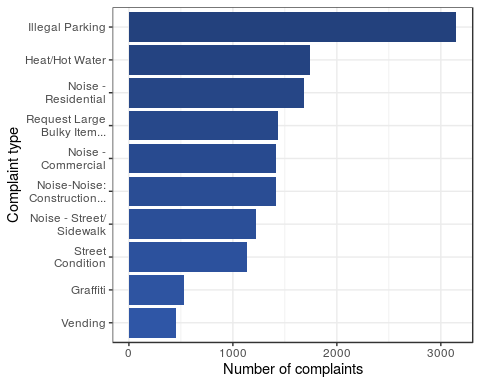 Illegal Parking
Heat/Hot Water
Noise -
Residential
Request Large
Bulky Item...
Noise -
Commercial
Noise-Noise:
Construction...
Noise - Street/
Sidewalk
Street
Condition
Graffiti
Vending
Complaint type
0 1000 2000 3000
Number of complaints